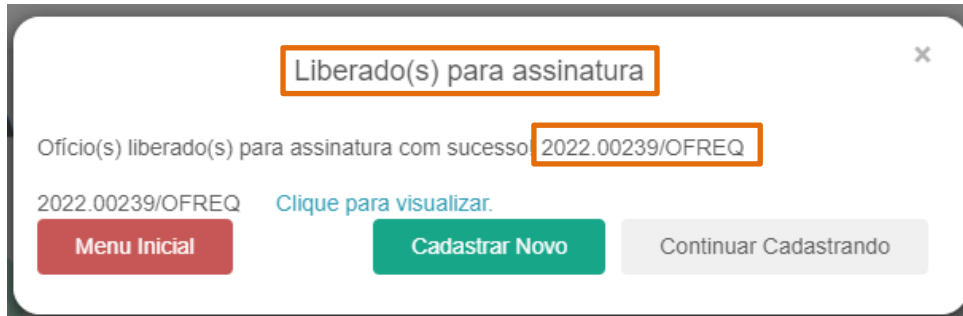 Liberado(s) para assinatura
×
Ofício(s) liberado(s) para assinatura com sucesso! 2022.00239/OFREQ
2022.00239/OFREQ Clique para visualizar.
Menu Inicial Cadastrar Novo Continuar Cadastrando